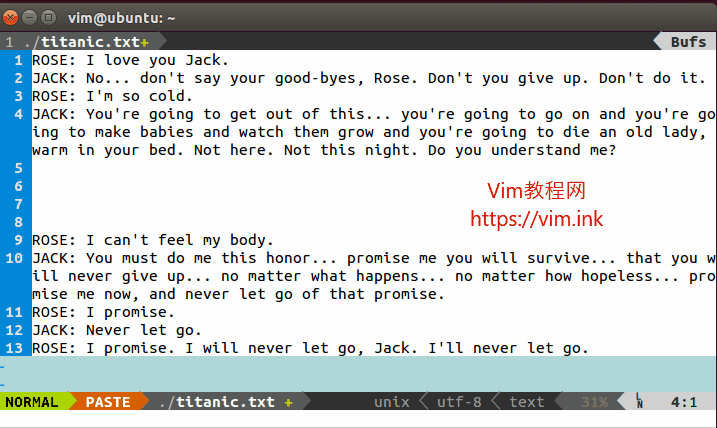 vim@ubuntu: ~
1 ./titanic.txt+ Bufs
1 ROSE: I love you Jack.
2 JACK: No... don't say your good-byes, Rose. Don't you give up. Don't do it.
3 ROSE: I'm so cold.
4 JACK: You're going to get out of this... you're going to go on and you're go
ing to make babies and watch them grow and you're going to die an old lady,
warm in your bed. Not here. Not this night. Do you understand me?
5
6
7
8
Vim教程网
https://vim.ink
9 ROSE: I can't feel my body.
10 JACK: You must do me this honor... promise me you will survive... that you w
ill never give up... no matter what happens... no matter how hopeless... pro
mise me now, and never let go of that promise.
11 ROSE: I promise.
12 JACK: Never let go.
13 ROSE: I promise. I will never let go, Jack. I'll never let go.
~
~
NORMAL PASTE ./titanic.txt + unix utf-8 text 31% LN 4:1